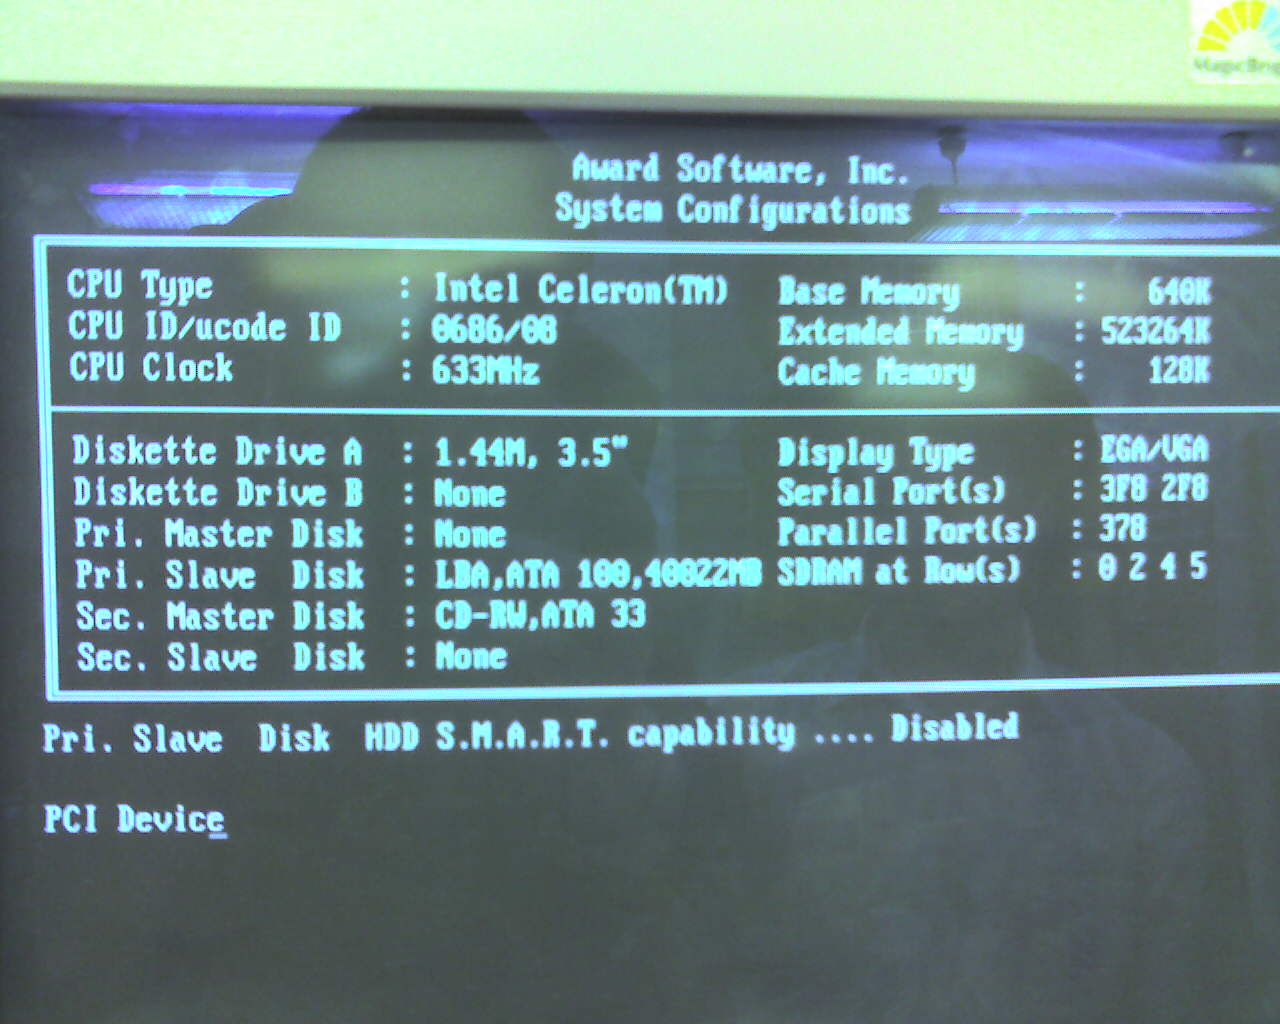 MagicBrig
Award Software, Inc.
System Configurations
CPU Type : Intel Celeron(TM) Base Memory : 640K
CPU ID/ucode ID : 0686/08 Extended Memory : 523264K
CPU Clock : 633MHz Cache Memory : 128K
Diskette Drive A : 1.44M, 3.5" Display Type : EGA/VGA
Diskette Drive B : None Serial Port(s) : 3F8 2F8
Pri. Master Disk : None Parallel Port(s) : 378
Pri. Slave Disk : LBA,ATA 100,40822MB SDRAM at Row(s) : 0 2 4 5
Sec. Master Disk : CD-RW,ATA 33
Sec. Slave Disk : None
Pri. Slave Disk HDD S.M.A.R.T. capability .... Disabled
PCI Device